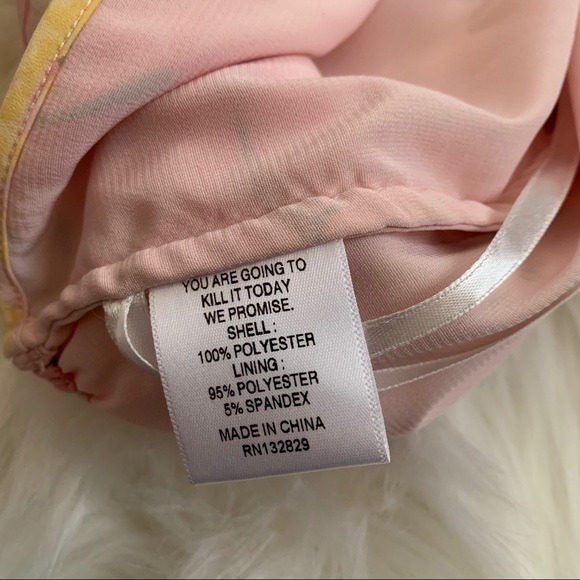 YOU ARE GOING TO
KILL IT TODAY
WE PROMISE.
SHELL :
100% POLYESTER
LINING :
95% POLYESTER
5% SPANDEX
MADE IN CHINA
RN132829